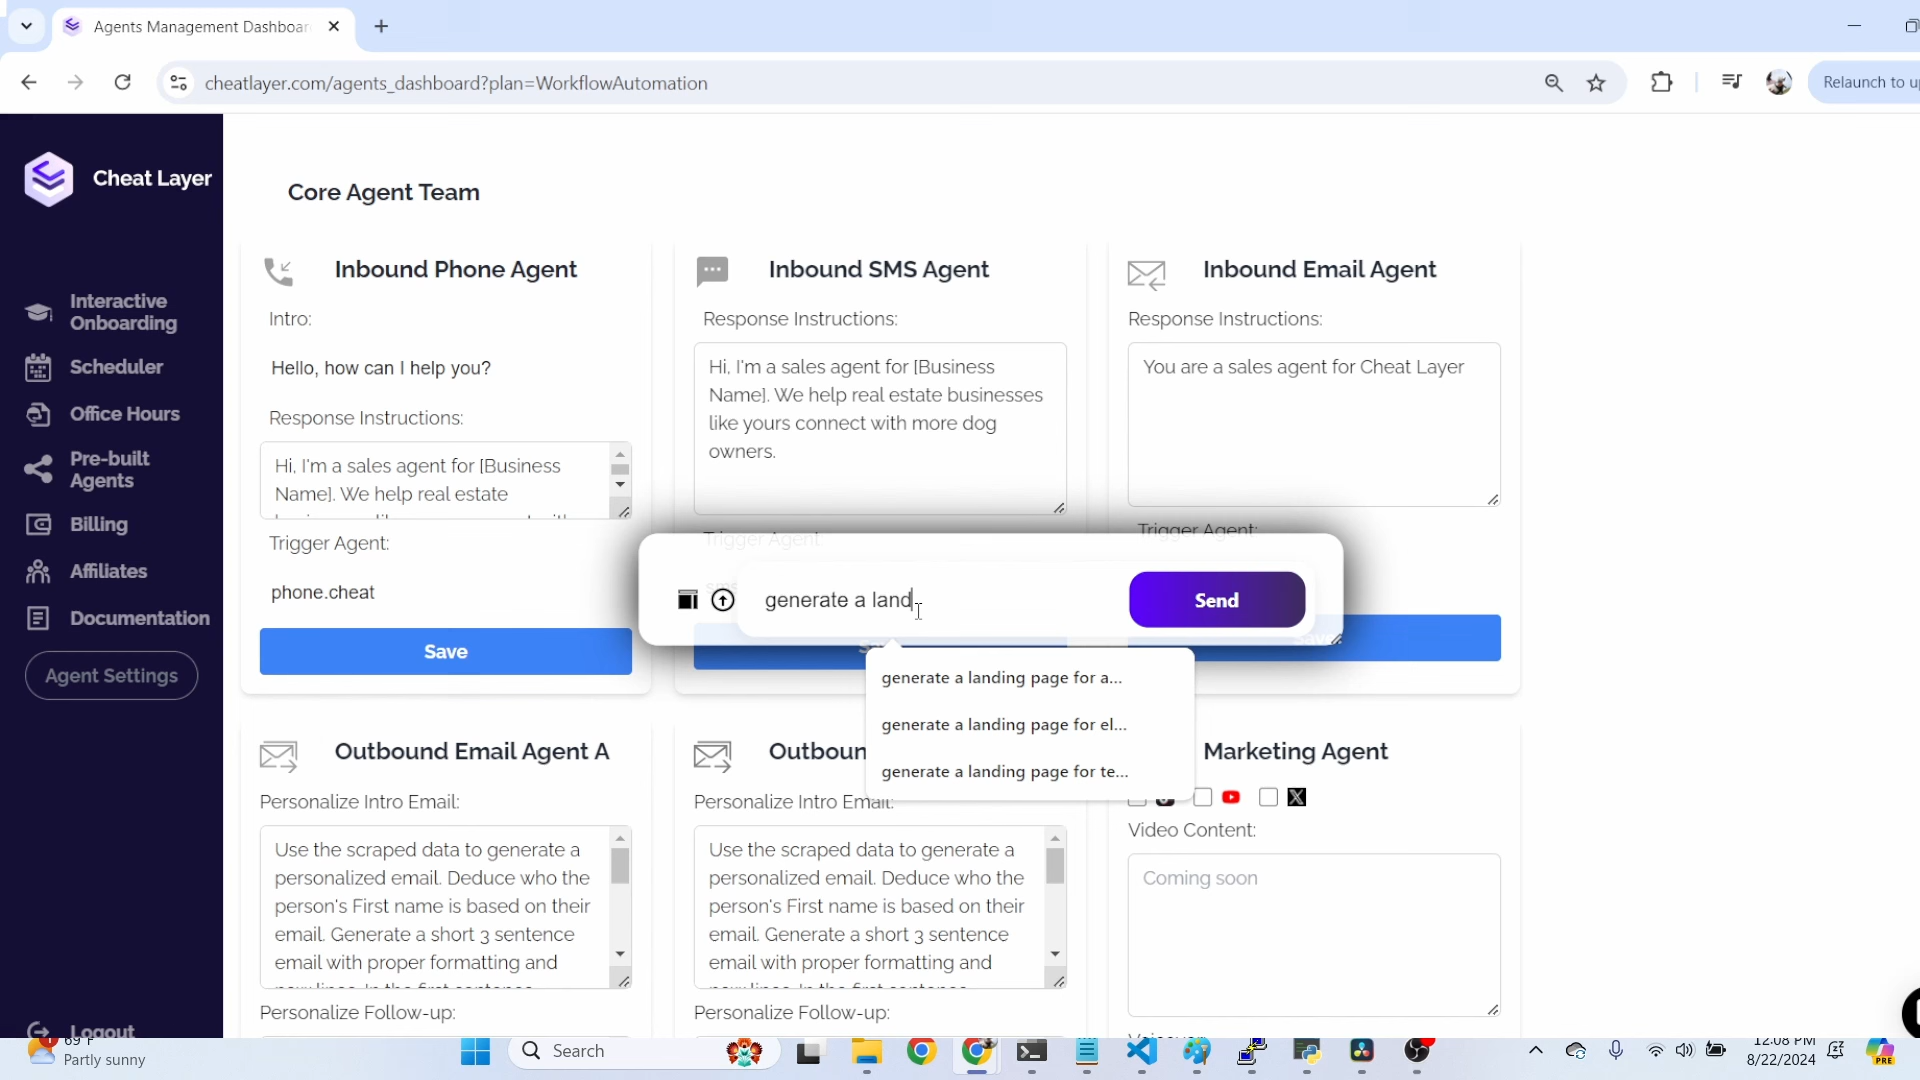 Agents Management Dashboar
cheatlayer.com/agents_dashboard?plan=WorkflowAutomation
Relaunch to u
Cheat Layer
Interactive
Onboarding
Scheduler
Office Hours
Pre-built
Agents
Billing
Affiliates
Documentation
Agent Settings
Logout
Core Agent Team
Inbound Phone Agent
Intro:
Hello, how can I help you?
Response Instructions:
Hi, I'm a sales agent for [Business
Name]. We help real estate
Trigger Agent:
phone.cheat
Save
Inbound SMS Agent
Response Instructions:
Hi, I'm a sales agent for [Business
Name]. We help real estate businesses
like yours connect with more dog
owners.
Trigger Agent:
Inbound Email Agent
Response Instructions:
You are a sales agent for Cheat Layer
Trigger Agent:
Save
generate a land
Send
generate a landing page for a...
generate a landing page for el...
generate a landing page for te...
Outbound Email Agent A
Personalize Intro Email:
Use the scraped data to generate a
personalized email. Deduce who the
person's First name is based on their
email. Generate a short 3 sentence
email with proper formatting and
Personalize Follow-up:
Outboun
Personalize Intro Email:
Use the scraped data to generate a
personalized email. Deduce who the
person's First name is based on their
email. Generate a short 3 sentence
email with proper formatting and
Personalize Follow-up:
Marketing Agent
Video Content:
Coming soon
69°F
Partly sunny
Search
12:08 PM
8/22/2024
PRE